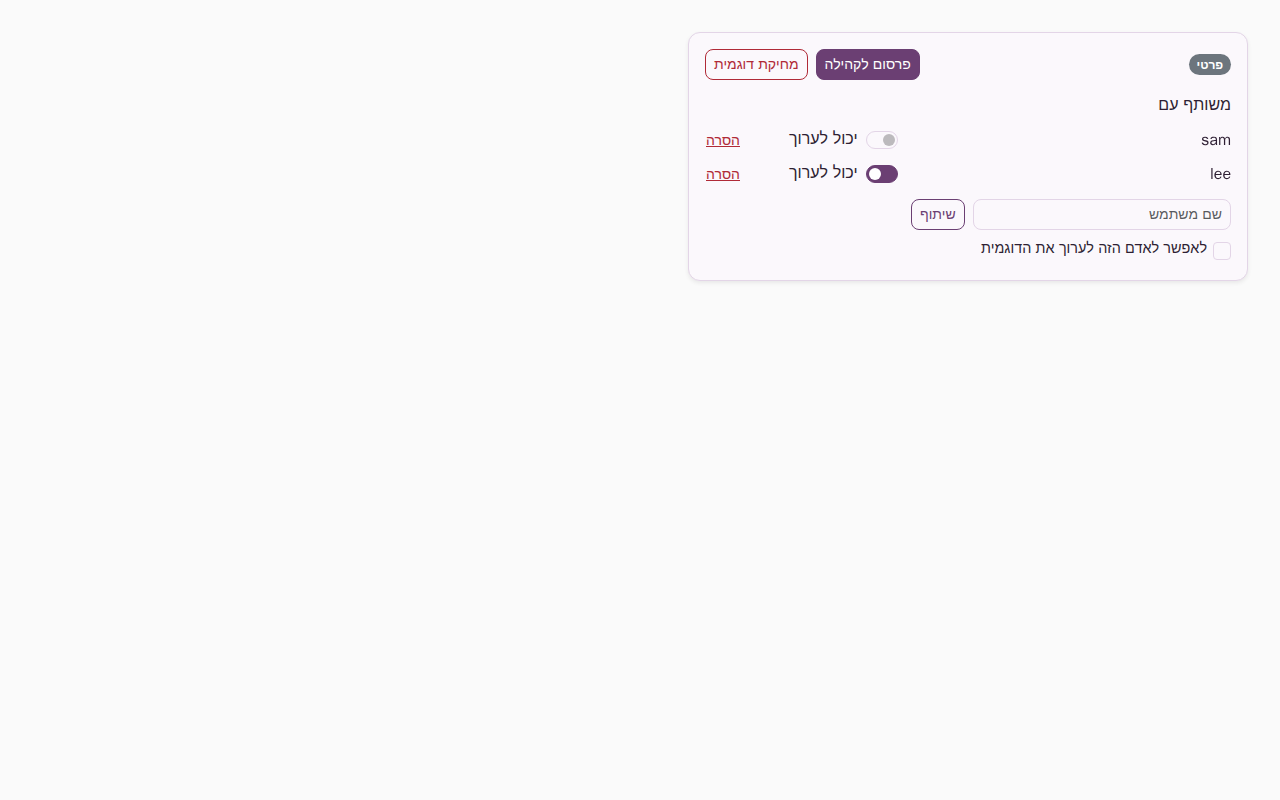 פרטי פרסום לקהילה מחיקת דוגמית
משותף עם
sam יכול לערוך הסרה
lee יכול לערוך הסרה
שם משתמש שיתוף
לאפשר לאדם הזה לערוך את הדוגמית